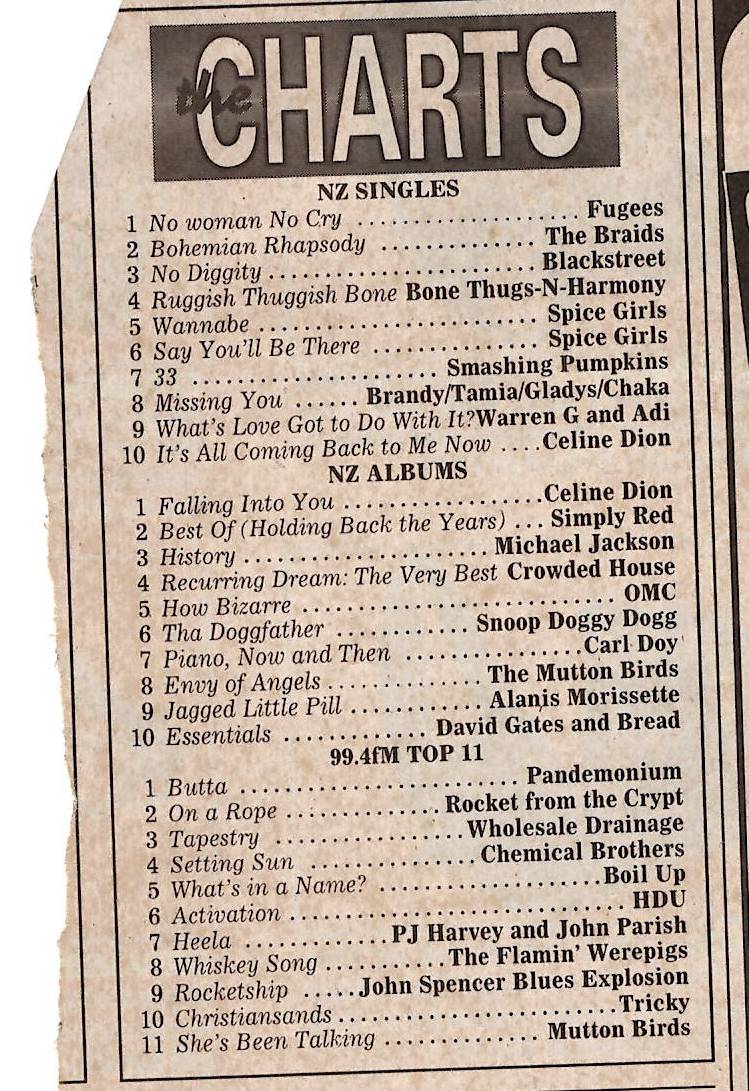 the CHARTS
NZ SINGLES
1 No woman No Cry .................... Fugees
2 Bohemian Rhapsody .............. The Braids
3 No Diggity ........................ Blackstreet
4 Ruggish Thuggish Bone Bone Thugs-N-Harmony
5 Wannabe ......................... Spice Girls
6 Say You'll Be There ............... Spice Girls
7 33 ...................... Smashing Pumpkins
8 Missing You ...... Brandy/Tamia/Gladys/Chaka
9 What's Love Got to Do With It?Warren G and Adi
10 It's All Coming Back to Me Now ....Celine Dion
NZ ALBUMS
1 Falling Into You ..................Celine Dion
2 Best Of (Holding Back the Years) ... Simply Red
3 History ...................... Michael Jackson
4 Recurring Dream: The Very Best Crowded House
5 How Bizarre ............................ OMC
6 Tha Doggfather ............ Snoop Doggy Dogg
7 Piano, Now and Then ................Carl Doy
8 Envy of Angels .............. The Mutton Birds
9 Jagged Little Pill ............ Alanis Morissette
10 Essentials ............. David Gates and Bread
99.4fM TOP 11
1 Butta ......................... Pandemonium
2 On a Rope .............. Rocket from the Crypt
3 Tapestry .................Wholesale Drainage
4 Setting Sun ...............Chemical Brothers
5 What's in a Name? ....................Boil Up
6 Activation .............................. HDU
7 Heela .............PJ Harvey and John Parish
8 Whiskey Song ...........The Flamin' Werepigs
9 Rocketship .....John Spencer Blues Explosion
10 Christiansands .........................Tricky
11 She's Been Talking .............. Mutton Birds